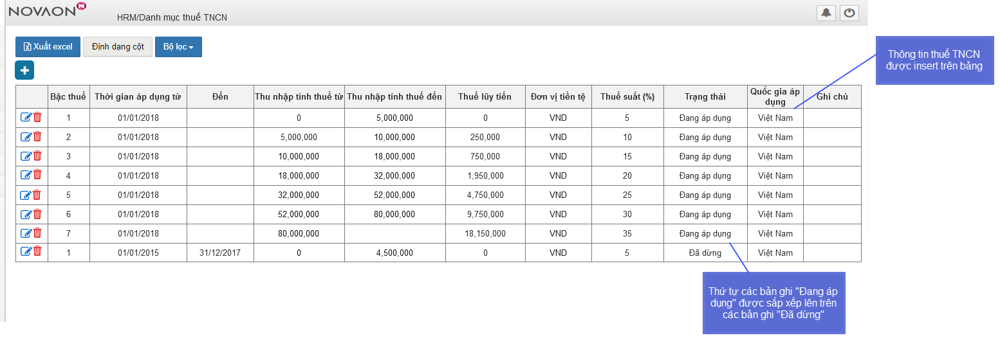 NOVAON
HRM/Danh mục thuế TNCN
Xuất excel Định dạng cột Bộ lọc
Thông tin thuế TNCN
được insert trên bảng
Bậc thuế Thời gian áp dụng từ Đến Thu nhập tính thuế từ Thu nhập tính thuế đến Thuế lũy tiến Đơn vị tiền tệ Thuế suất (%) Trạng thái Quốc gia áp dụng Ghi chủ
1 01/01/2018 0 5,000,000 0 VND 5 Đang áp dụng Việt Nam
2 01/01/2018 5,000,000 10,000,000 250,000 VND 10 Đang áp dụng Việt Nam
3 01/01/2018 10,000,000 18,000,000 750,000 VND 15 Đang áp dụng Việt Nam
4 01/01/2018 18,000,000 32,000,000 1,950,000 VND 20 Đang áp dụng Việt Nam
5 01/01/2018 32,000,000 52,000,000 4,750,000 VND 25 Đang áp dụng Việt Nam
6 01/01/2018 52,000,000 80,000,000 9,750,000 VND 30 Đang áp dụng Việt Nam
7 01/01/2018 80,000,000 18,150,000 35 Đang áp dụng Việt Nam
1 01/01/2015 31/12/2017 0 4,500,000 0 VND 5 Đã dừng Việt Nam
Thứ tự các bản ghi "Đang áp
dụng" được sắp xếp lên trên
các bản ghi "Đã dừng"